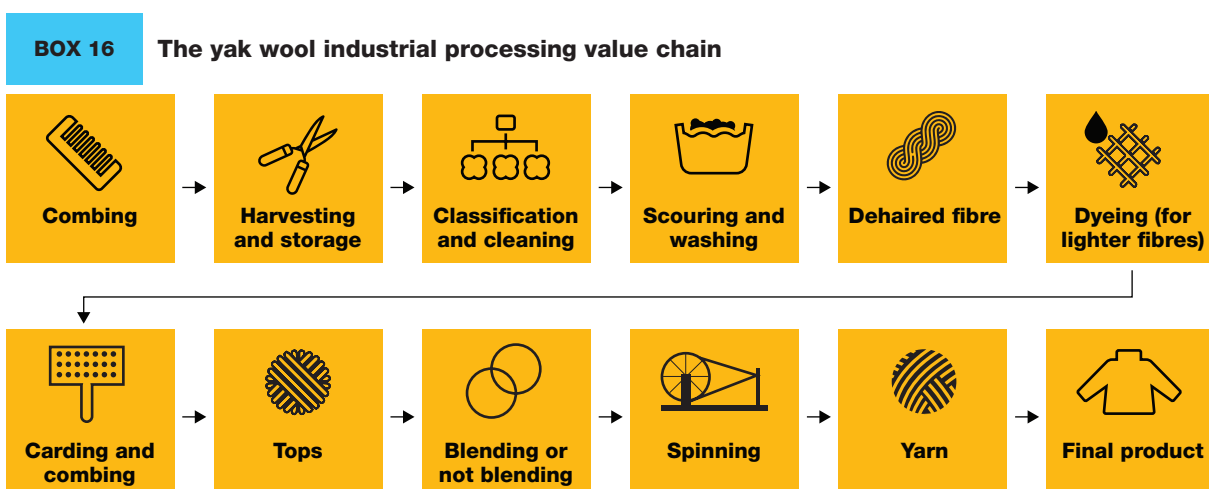 BOX 16
The yak wool industrial processing value chain
Combing
Harvesting
and storage
Classification
and cleaning
Scouring and
washing
Dehaired fibre
Dyeing (for
lighter fibres)
Carding and
combing
Tops
Blending or
not blending
Spinning
Yarn
Final product